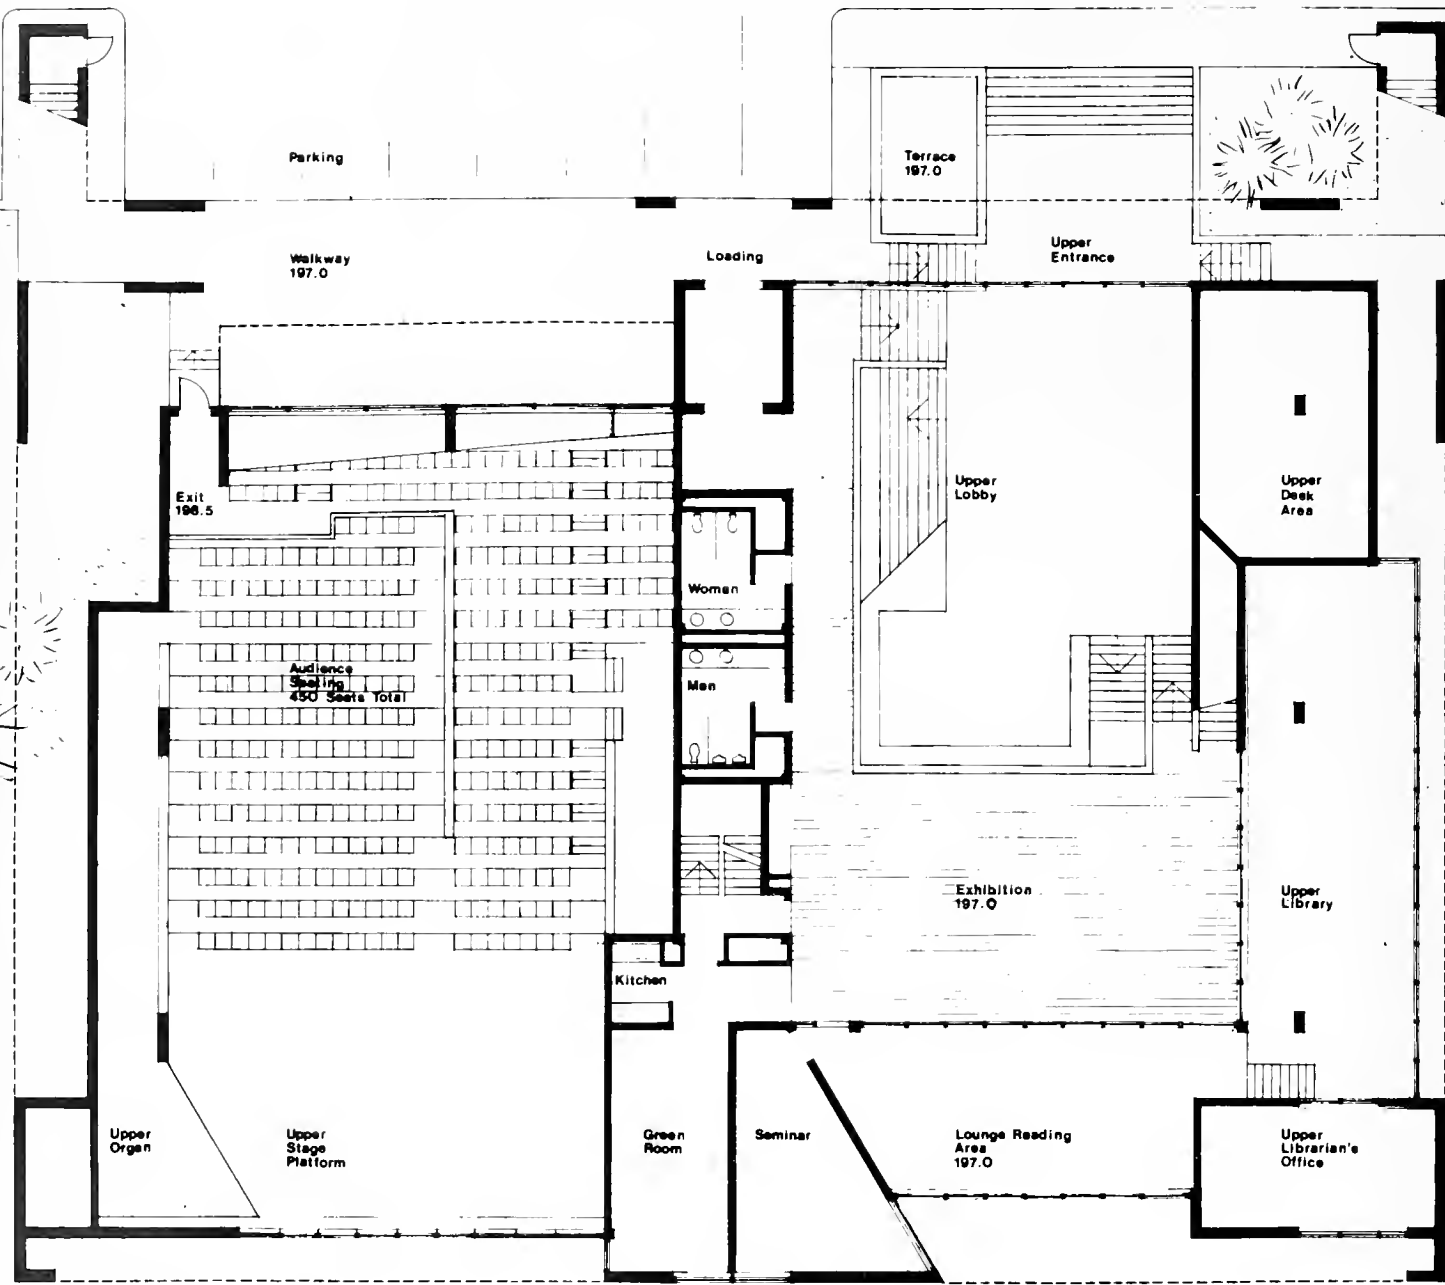 Parking
Terrace
197.0
Walkway
197.0
Loading
Upper
Entrance
Exit
196.5
Upper
Lobby
Upper
Desk
Area
Women
Audience
Seating
450 Seats Total
Men
Exhibition
197.0
Upper
Library
Kitchen
Upper
Organ
Upper
Stage
Platform
Green
Room
Seminar
Lounge Reading
Area
197.0
Upper
Librarian's
Office